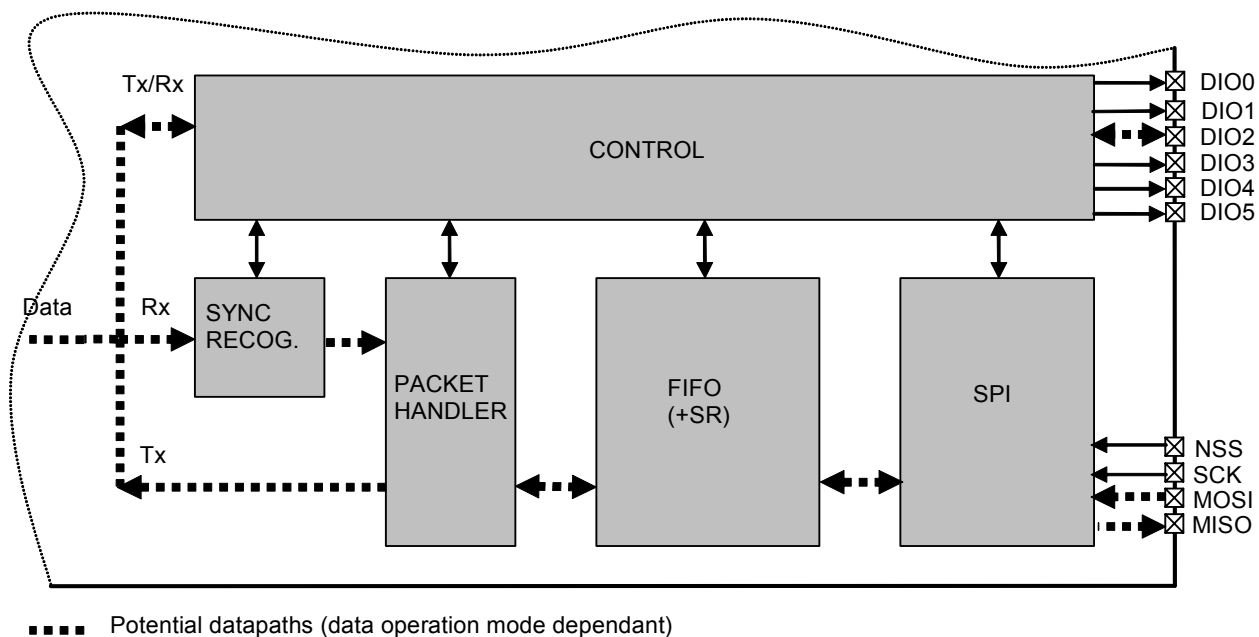 Tx/Rx
CONTROL
DIO0
DIO1
DIO2
DIO3
DIO4
DIO5
Data
Rx
SYNC
RECOG.
PACKET
HANDLER
FIFO
(+SR)
SPI
Tx
NSS
SCK
MOSI
MISO
Potential datapaths (data operation mode dependant)